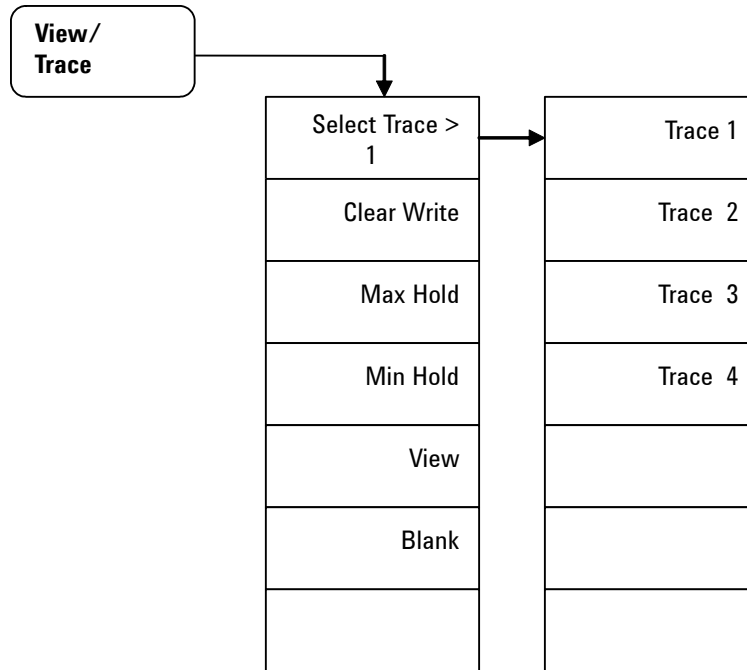 View/
Trace
Select Trace >
1
Clear Write
Max Hold
Min Hold
View
Blank
Trace 1
Trace 2
Trace 3
Trace 4